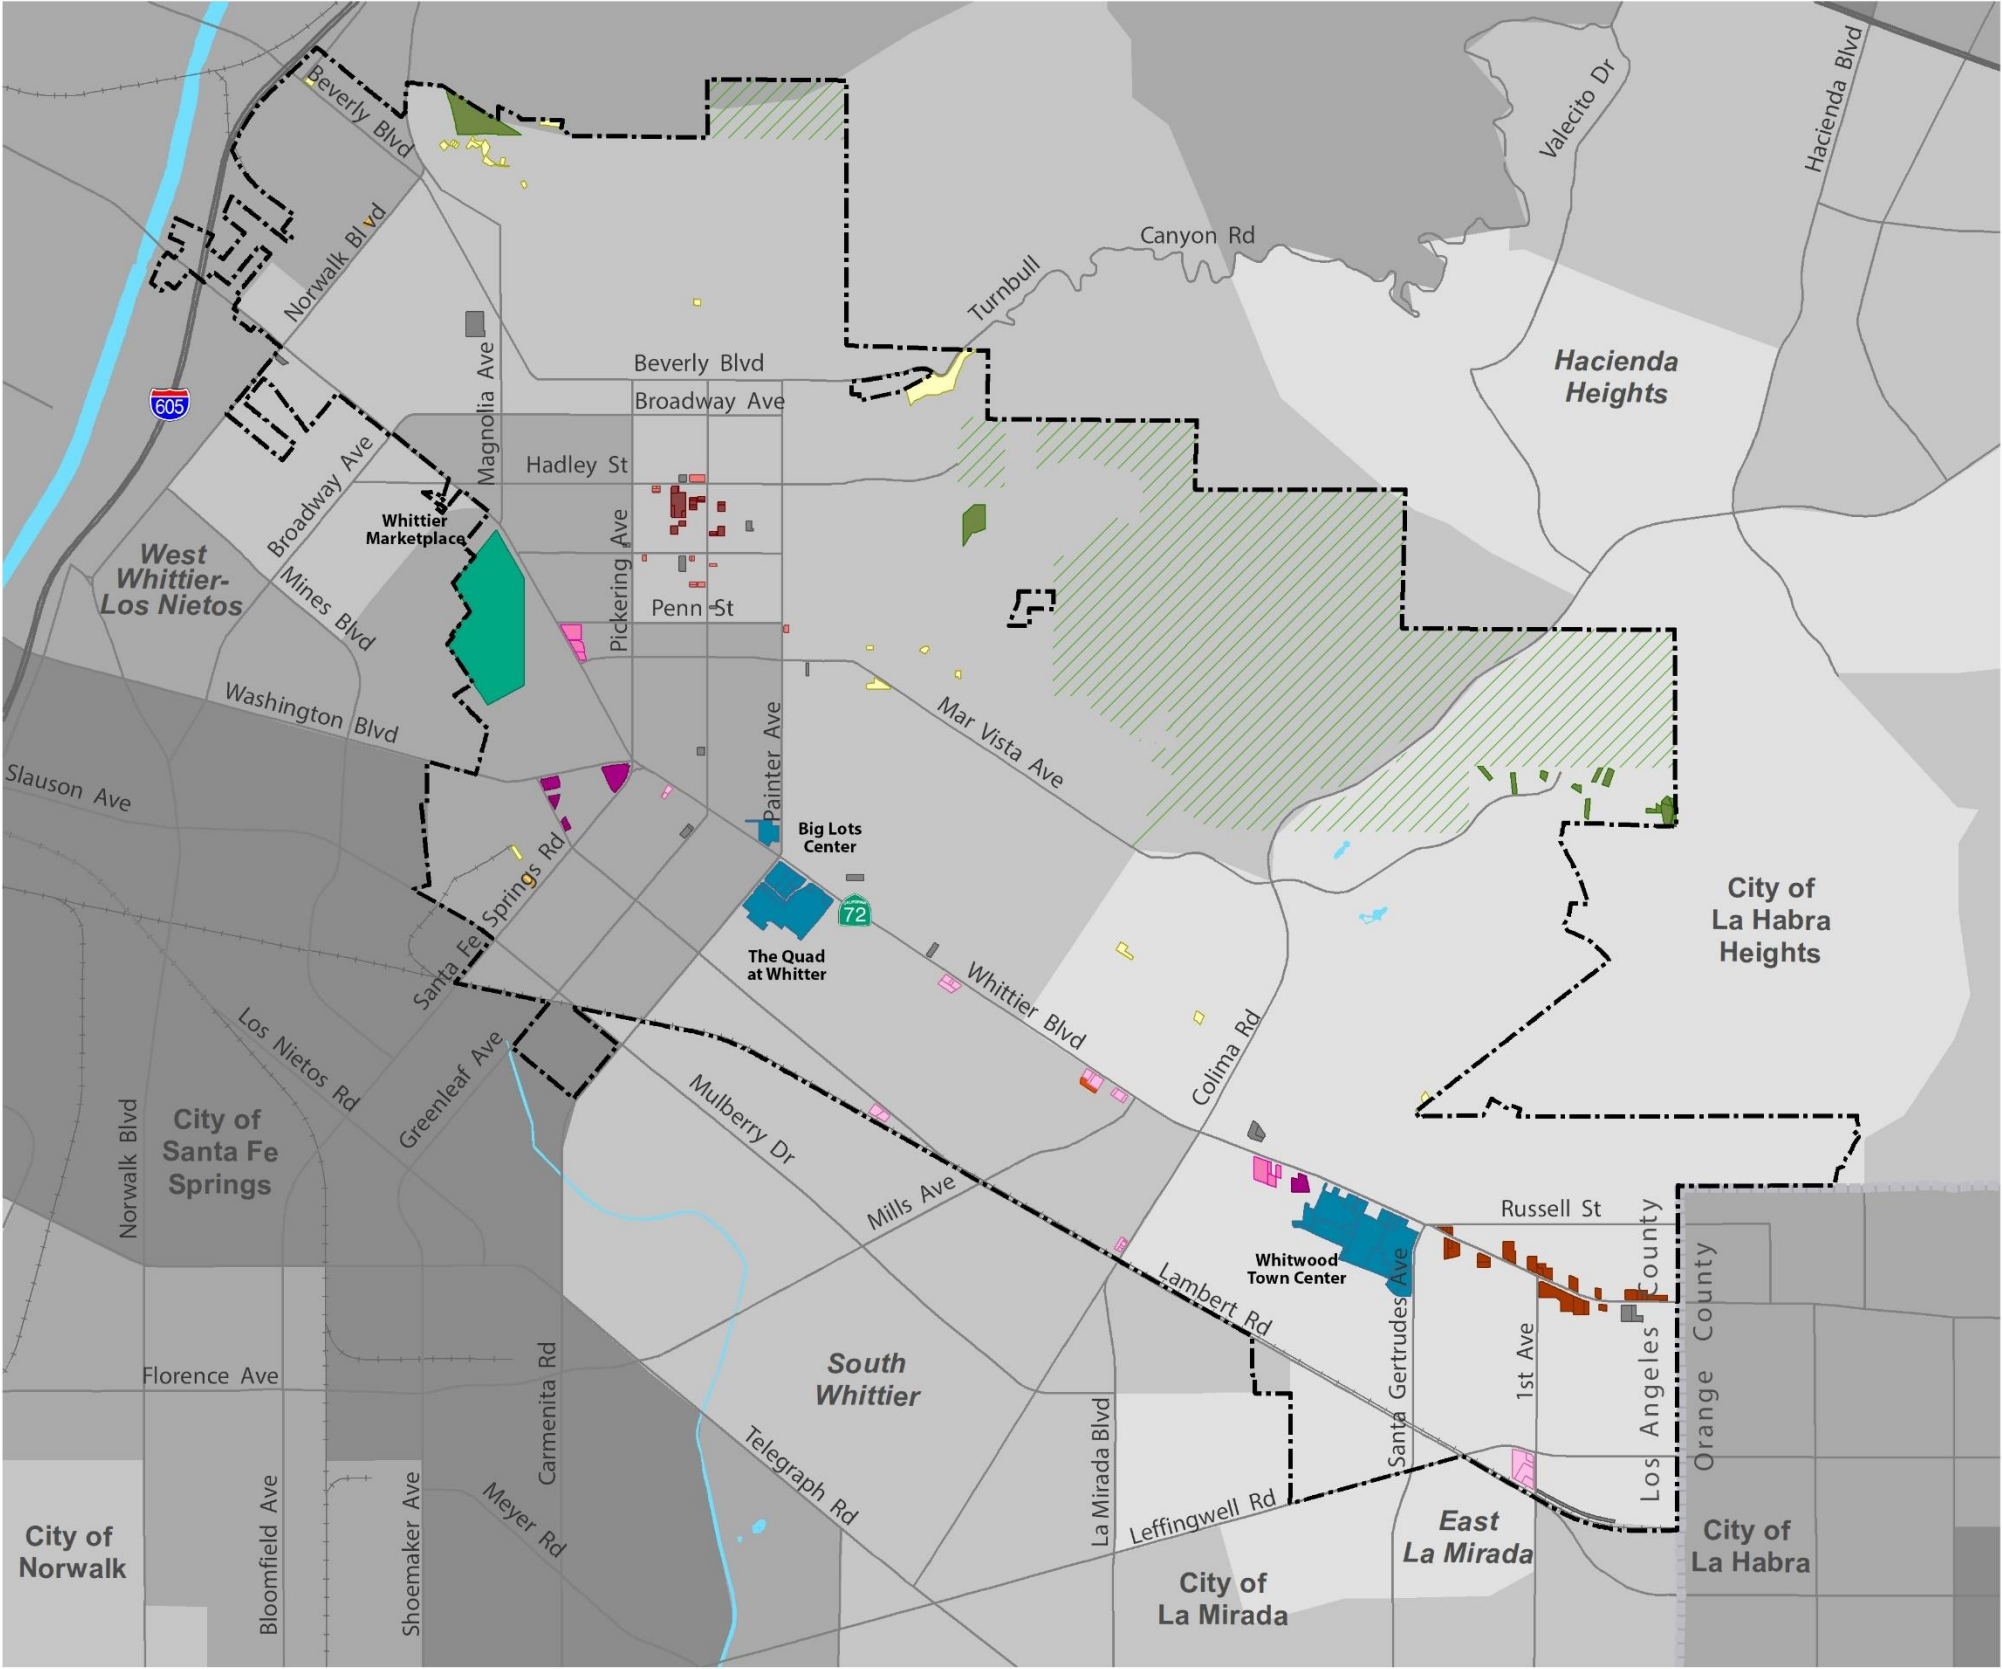 Beverly Blvd
Valecito Dr
Hacienda Blvd
Norwalk Blvd
Canyon Rd
Turnbull
605
Magnolia Ave
Beverly Blvd
Broadway Ave
Hacienda
Heights
Hadley St
Broadway Ave
Whittier
Marketplace
Pickering Ave
West
Whittier-
Los Nietos
Mines Blvd
Penn St
Washington Blvd
Painter Ave
Mar Vista Ave
Slauson Ave
Big Lots
Center
72
Santa Fe Springs Rd
The Quad
at Whitter
City of
La Habra
Heights
Whittier Blvd
Colima Rd
Los Nietos Rd
Greenleaf Ave
Norwalk Blvd
City of
Santa Fe
Springs
Mulberry Dr
Mills Ave
Russell St
Whitwood
Town Center
Lambert Rd
Santa Gertrudes Ave
1st Ave
Los Angeles County
Orange County
Florence Ave
Carmenita Rd
South
Whittier
La Mirada Blvd
Telegraph Rd
Leffingwell Rd
City of
Norwalk
Bloomfield Ave
Shoemaker Ave
Meyer Rd
East
La Mirada
City of
La Mirada
City of
La Habra